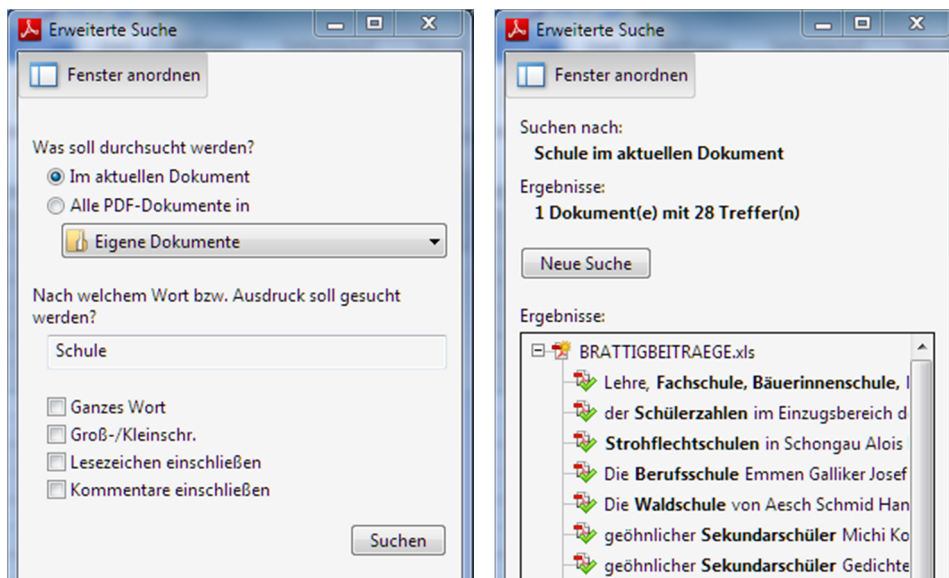 Erweiterte Suche
Fenster anordnen
Was soll durchsucht werden?
Im aktuellen Dokument
Alle PDF-Dokumente in
Eigene Dokumente
Nach welchem Wort bzw. Ausdruck soll gesucht
werden?
Schule
Ganzes Wort
Groß-/Kleinschr.
Lesezeichen einschließen
Kommentare einschließen
Suchen
Erweiterte Suche
Fenster anordnen
Suchen nach:
Schule im aktuellen Dokument
Ergebnisse:
1 Dokument(e) mit 28 Treffer(n)
Neue Suche
Ergebnisse:
BRATTIGBEITRAEGE.xls
Lehre, Fachschule, Bäuerinnenschule,
der Schülerzahlen im Einzugsbereich d
Strohflechtschulen in Schongau Alois
Die Berufsschule Emmen Galliker Josef
Die Waldschule von Aesch Schmid Han
geöhnlicher Sekundarschüler Michi Ko
geöhnlicher Sekundarschüler Gedichte